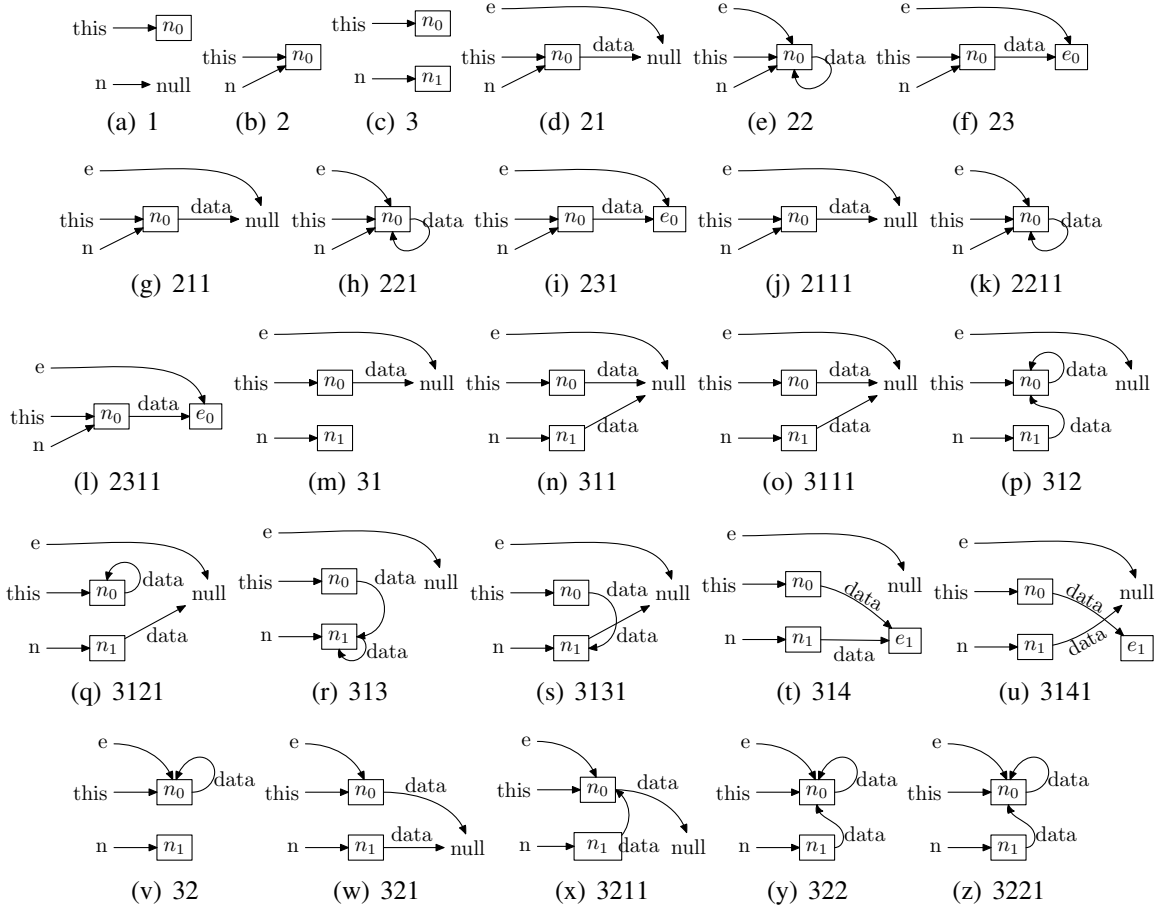 this n₀
n null
(a) 1
this n₀
n
(b) 2
this n₀
n n₁
(c) 3
e
this n₀ data null
n
(d) 21
e
this n₀ data
n
(e) 22
e
this n₀ data e₀
n
(f) 23
e
this n₀ data null
n
(g) 211
e
this n₀ data
n
(h) 221
e
this n₀ data e₀
n
(i) 231
e
this n₀ data null
n
(j) 2111
e
this n₀ data
n
(k) 2211
e
this n₀ data e₀
n
(l) 2311
e
this n₀ data null
n n₁
(m) 31
e
this n₀ data null
n n₁ data
(n) 311
e
this n₀ data null
n n₁ data
(o) 3111
e
this n₀ data null
n n₁ data
(p) 312
e
this n₀ data null
n n₁ data
(q) 3121
e
this n₀ data null
n n₁ data
(r) 313
e
this n₀ data null
n n₁ data
(s) 3131
e
this n₀ data null
n n₁ data e₁
(t) 314
e
this n₀ data null
n n₁ data e₁
(u) 3141
e
this n₀ data
n n₁
(v) 32
e
this n₀ data
n n₁ data null
(w) 321
e
this n₀ data
n n₁ data null
(x) 3211
e
this n₀ data
n n₁ data
(y) 322
e
this n₀ data
n n₁ data
(z) 3221